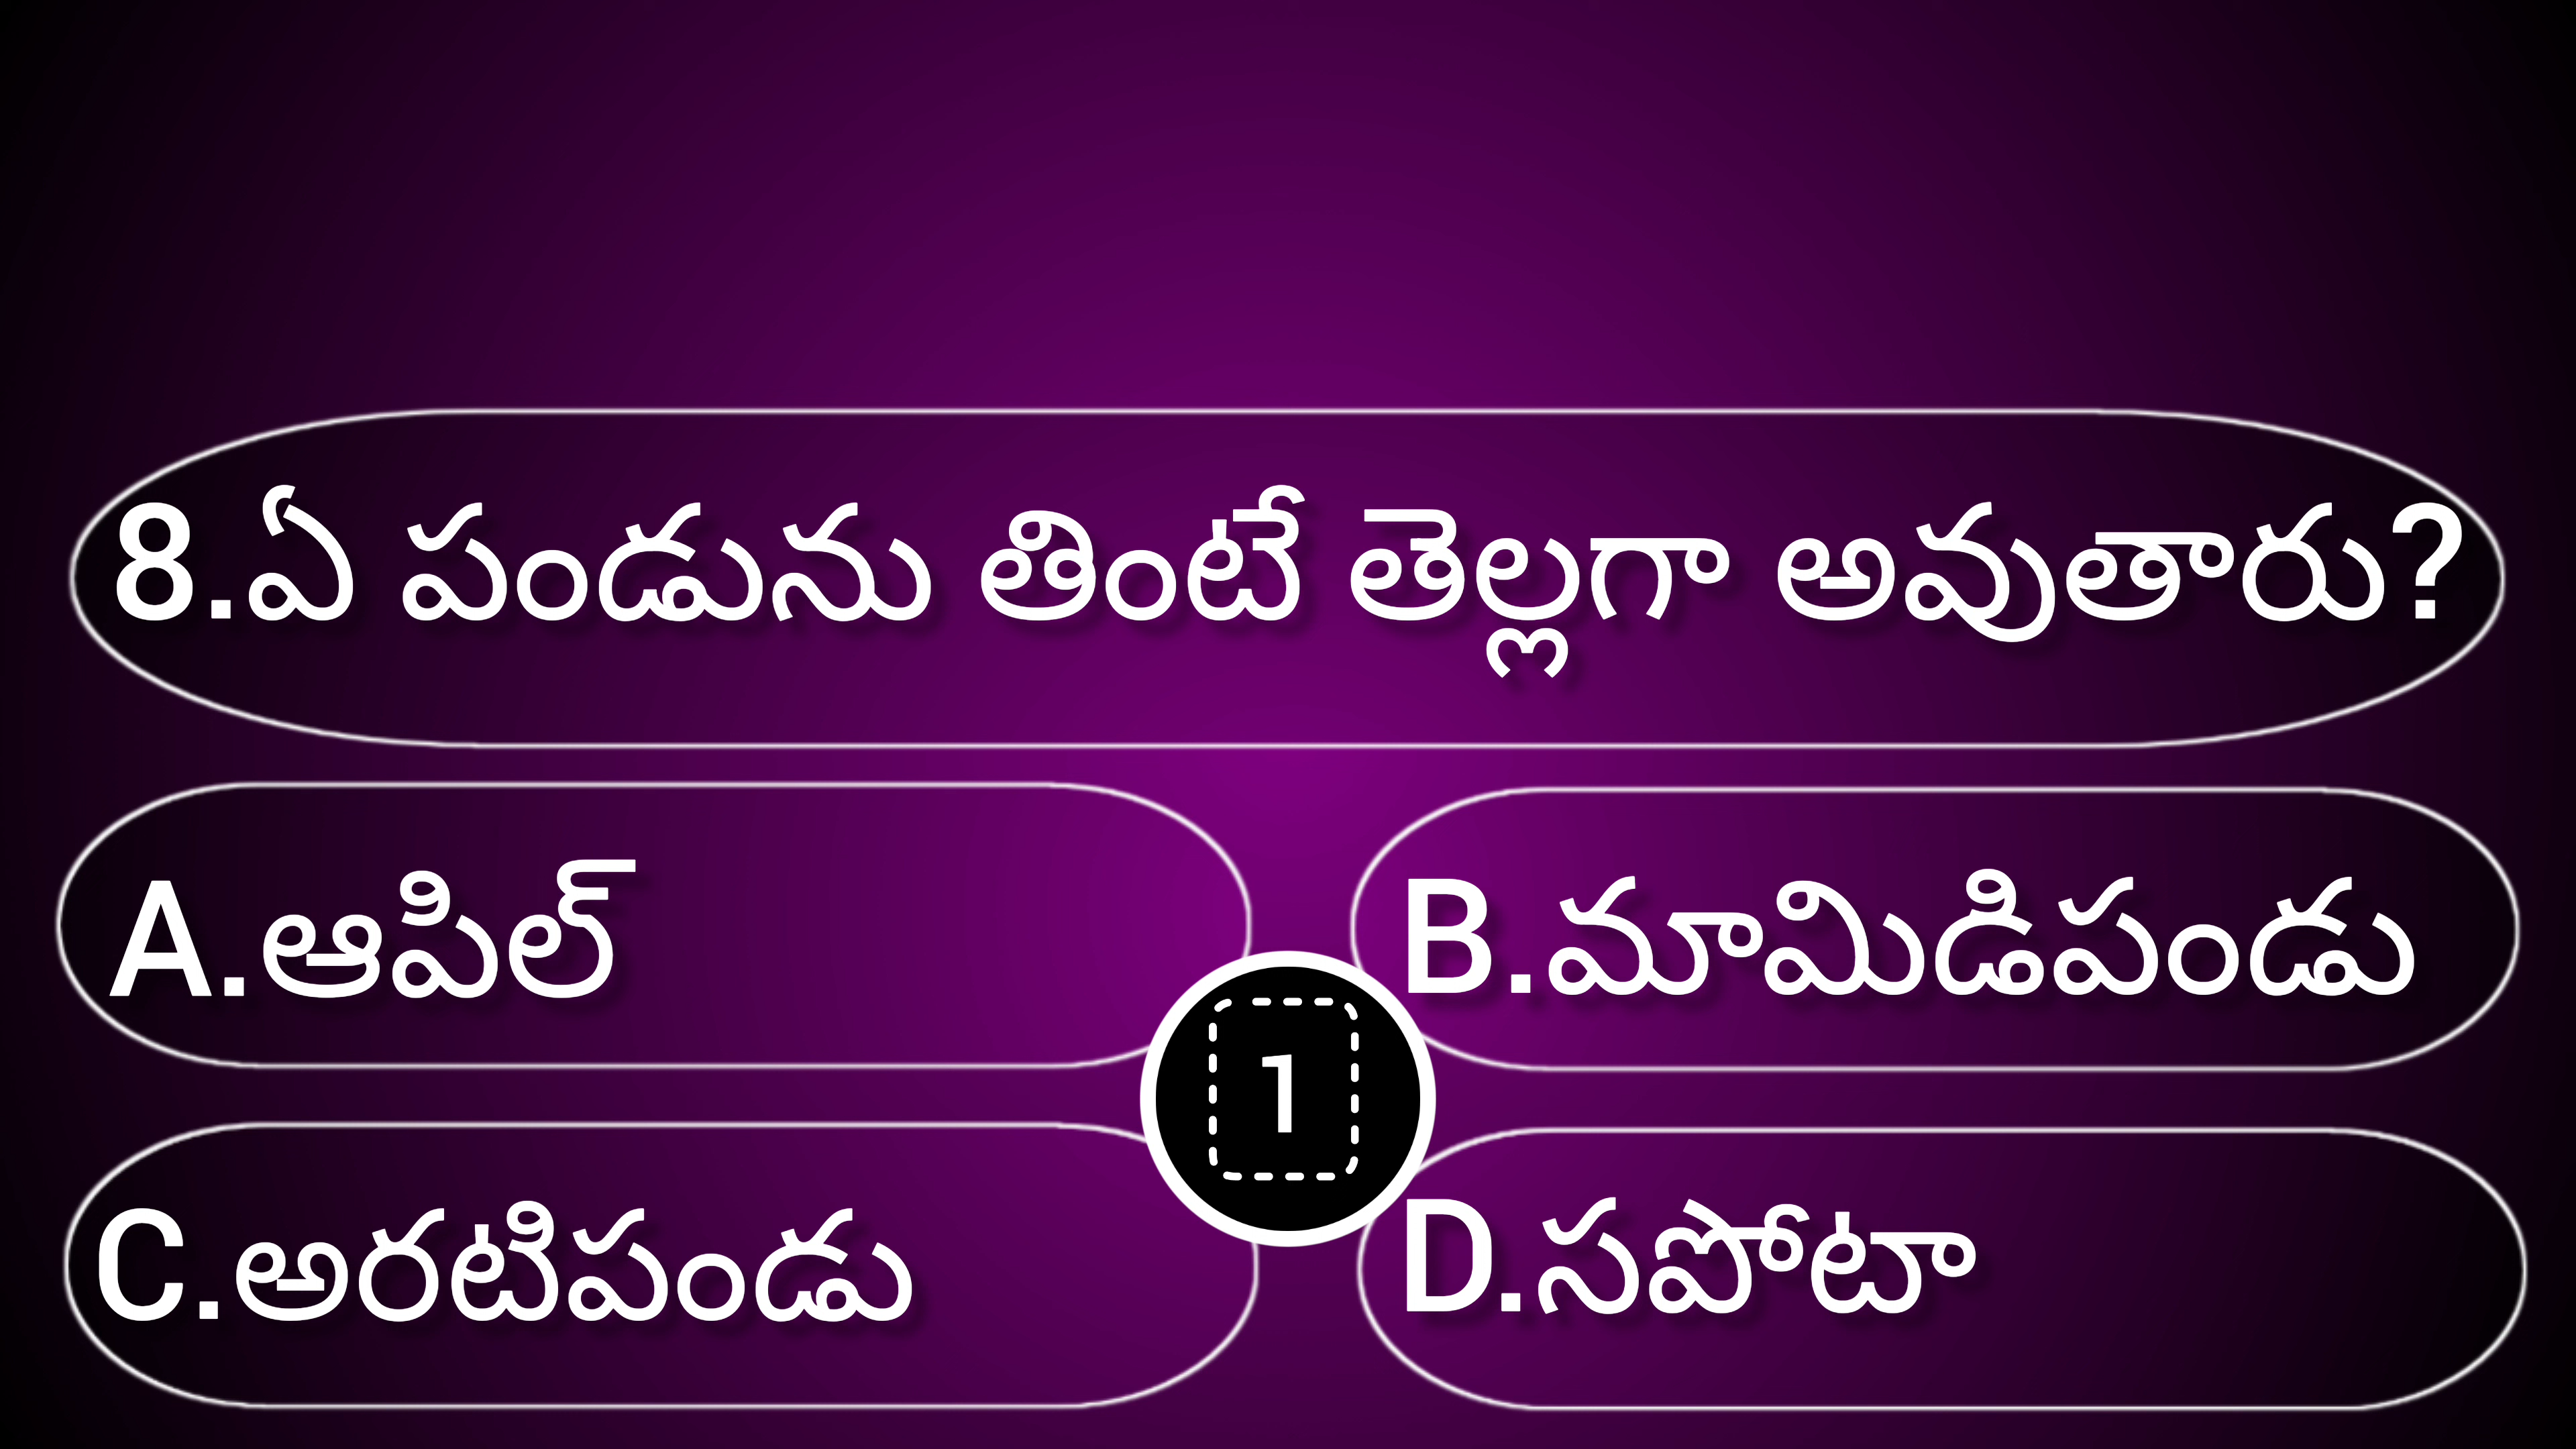 8.ఏ పండును తింటే తెల్లగా అవుతారు?
A.ఆపిల్
B.మామిడిపండు
1
C.అరటిపండు
D.సపోటా